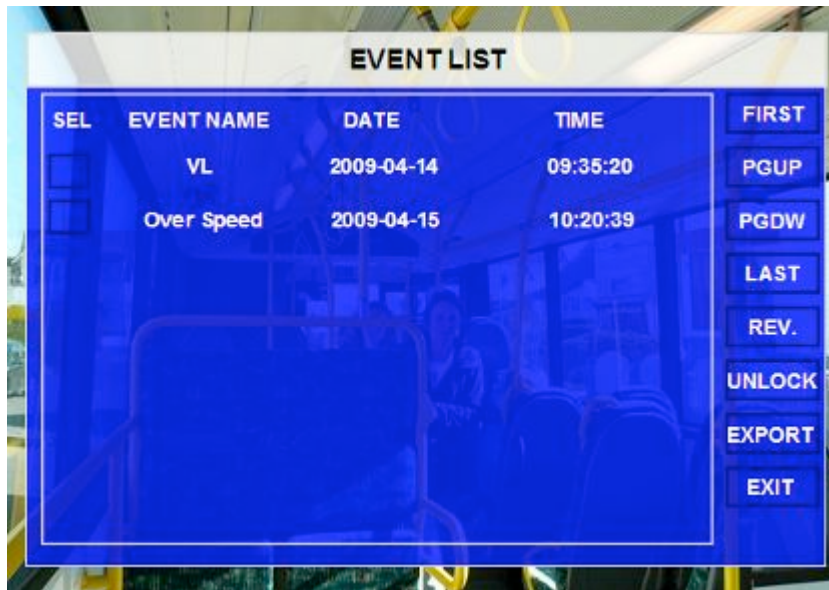 EVENT LIST
SEL EVENT NAME DATE TIME
VL 2009-04-14 09:35:20
Over Speed 2009-04-15 10:20:39
FIRST
PGUP
PGDW
LAST
REV.
UNLOCK
EXPORT
EXIT